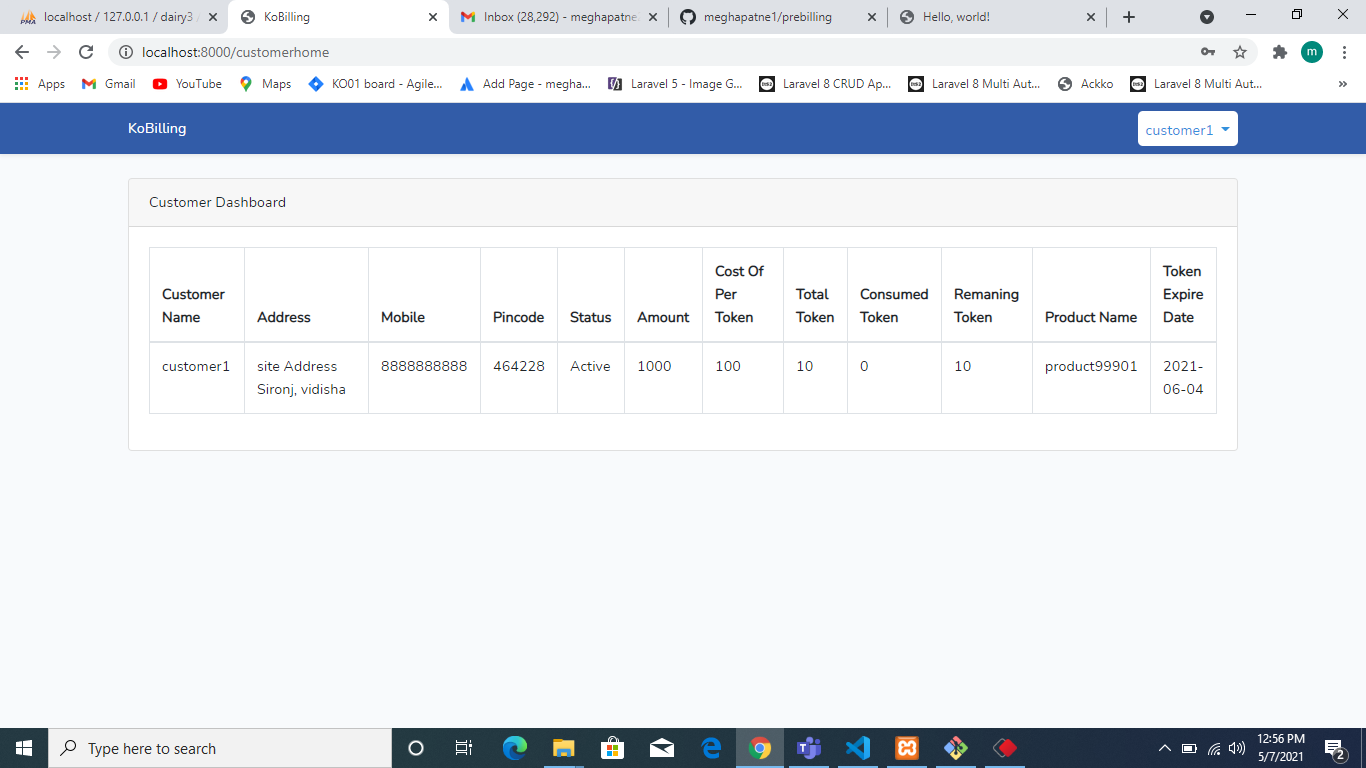 localhost / 127.0.0.1 / dairy3
KoBilling
Inbox (28,292) - meghapatne
meghapatne1/prebilling
Hello, world!
localhost:8000/customerhome
m
Apps
Gmail
YouTube
Maps
KO01 board - Agile...
Add Page - megha...
Laravel 5 - Image G...
Laravel 8 CRUD Ap...
Laravel 8 Multi Aut...
Ackko
Laravel 8 Multi Aut...
KoBilling
customer1
Customer Dashboard
Customer Name
Address
Mobile
Pincode
Status
Amount
Cost Of Per Token
Total Token
Consumed Token
Remaning Token
Product Name
Token Expire Date
customer1
site Address
Sironj, vidisha
8888888888
464228
Active
1000
100
10
0
10
product99901
2021-
06-04
Type here to search
12:56 PM
5/7/2021
2